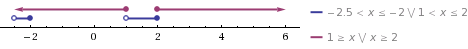 −2.5 < x ≤ −2 ⋁ 1 < x ≤ 2
1 ≥ x ⋁ x ≥ 2
−2 0 2 4 6